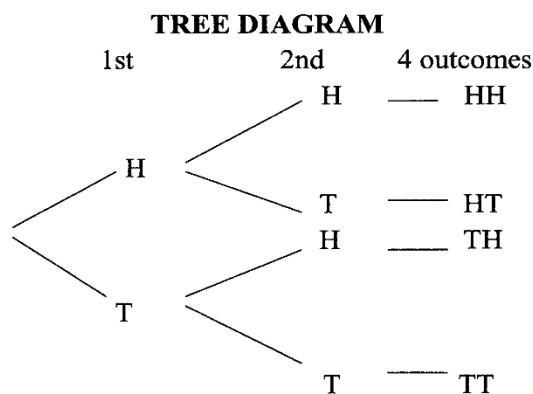 TREE DIAGRAM
1st 2nd 4 outcomes
H HH
H
T HT
H TH
T
T TT